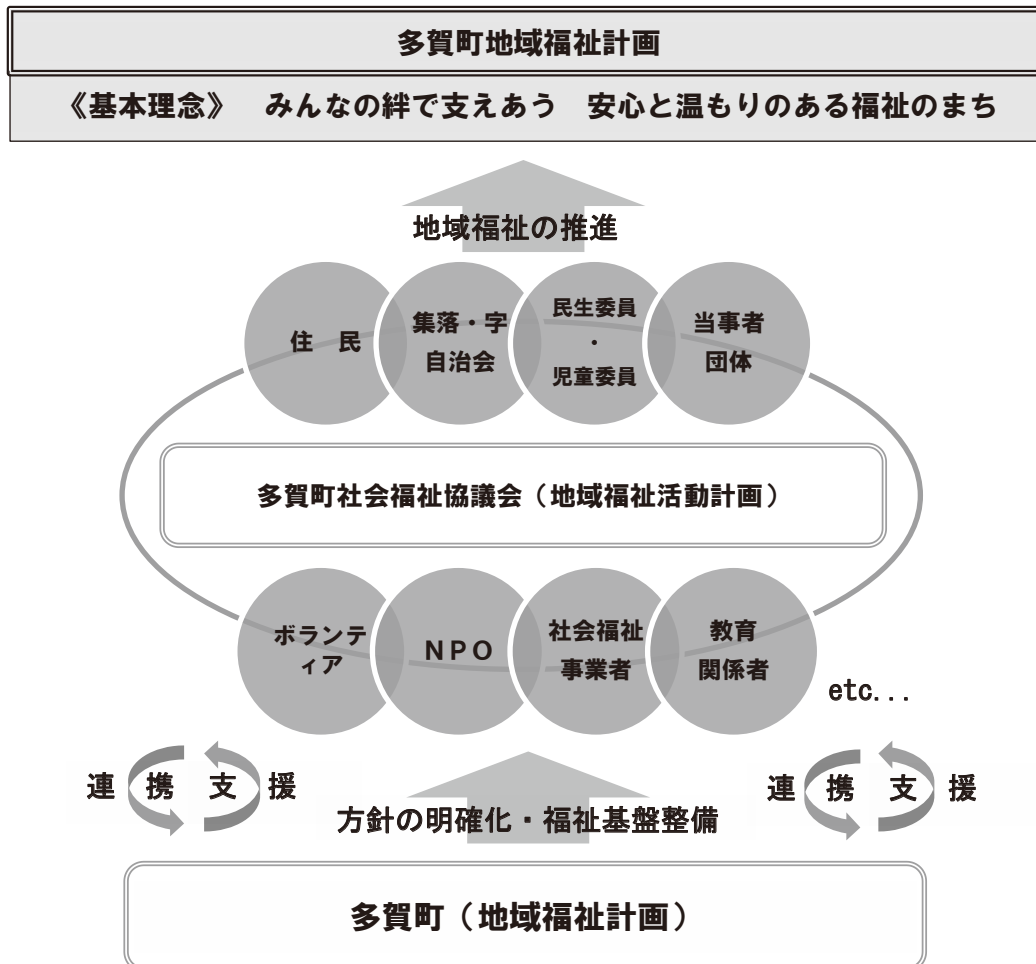 多賀町地域福祉計画
《基本理念》　みんなの絆で支えあう　安心と温もりのある福祉のまち
地域福祉の推進
住　民
集落・字
自治会
民生委員
・
児童委員
当事者
団体
多賀町社会福祉協議会（地域福祉活動計画）
ボランテ
ィア
ＮＰＯ
社会福祉
事業者
教育
関係者
etc...
連　携　支　援
連　携　支　援
方針の明確化・福祉基盤整備
多賀町（地域福祉計画）